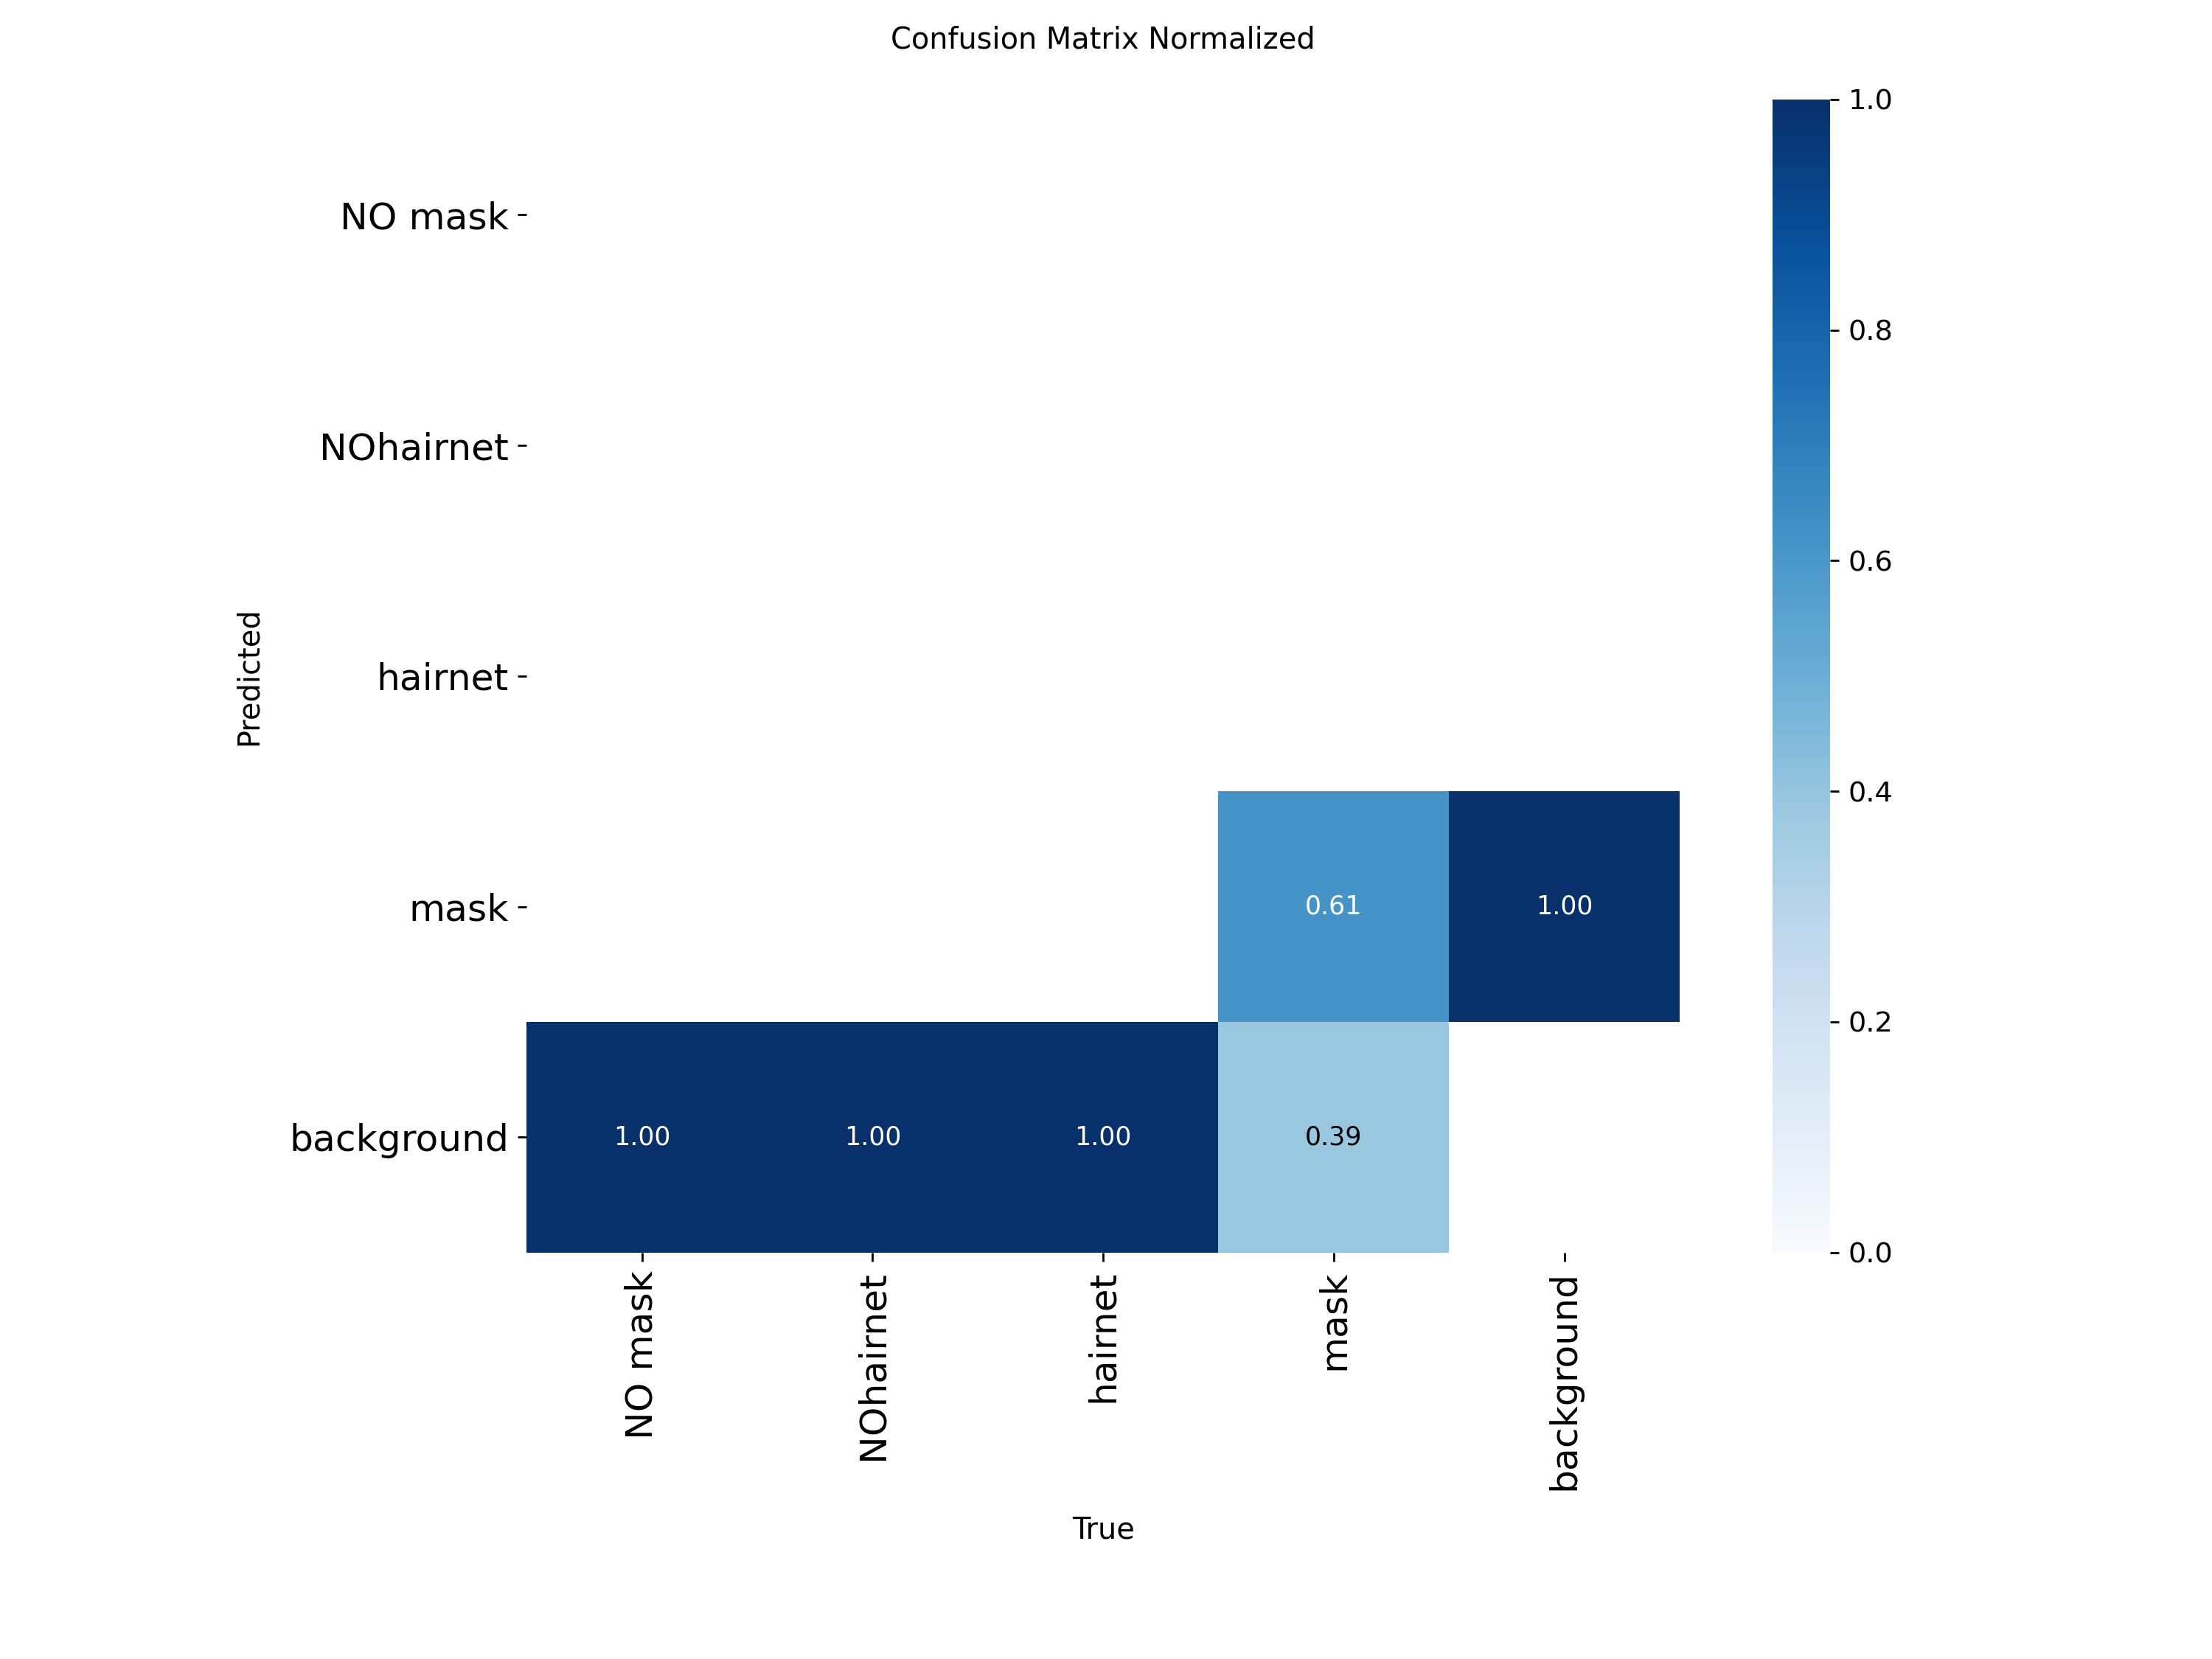 Confusion Matrix Normalized
1.0
NO mask
0.8
NOhairnet
0.6
Predicted
hairnet
0.4
mask
0.61
1.00
0.2
background
1.00
1.00
1.00
0.39
0.0
NO mask
NOhairnet
hairnet
mask
background
True